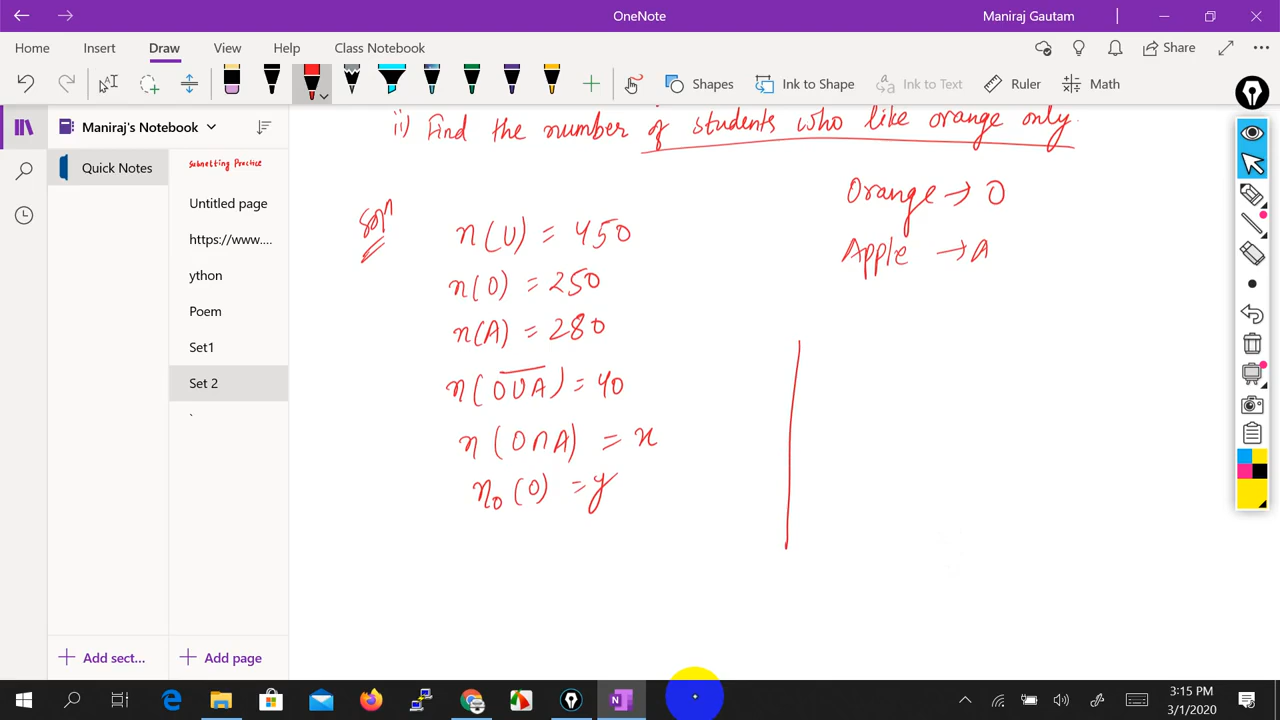 OneNote
Maniraj Gautam
Home Insert Draw View Help Class Notebook
Share
Shapes
Ink to Shape
Ink to Text
Ruler
Math
Maniraj's Notebook
Quick Notes
Subnetting Practice
Untitled page
https://www....
ython
Poem
Set1
Set 2
`
Add sect...
Add page
ii) Find the number of students who like orange only.
Orange → O
Apple → A
Solⁿ
n(U) = 450
n(O) = 250
n(A) = 280
n(O̅U̅A̅) = 40
n(O∩A) = x
n₀(O) = y
3:15 PM
3/1/2020